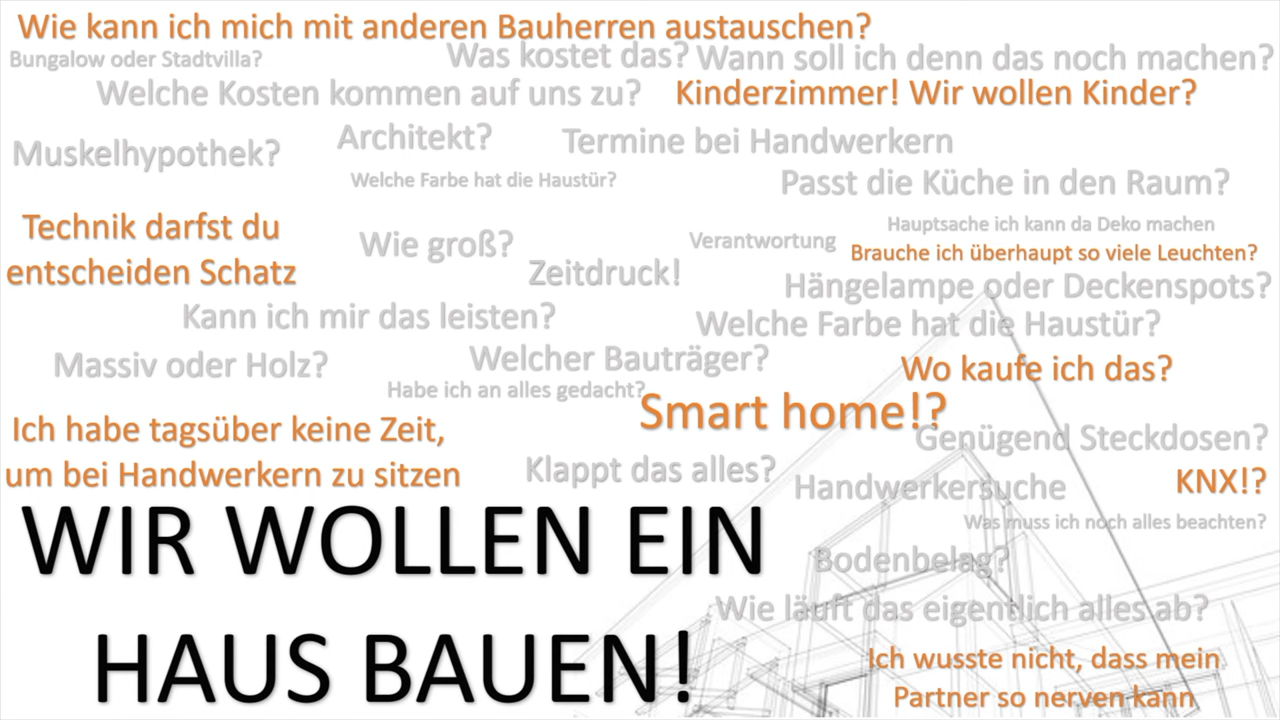 Wie kann ich mich mit anderen Bauherren austauschen?
Bungalow oder Stadtvilla?
Was kostet das?
Wann soll ich denn das noch machen?
Welche Kosten kommen auf uns zu?
Kinderzimmer! Wir wollen Kinder?
Muskelhypothek?
Architekt?
Termine bei Handwerkern
Welche Farbe hat die Haustür?
Passt die Küche in den Raum?
Technik darfst du
entscheiden Schatz
Wie groß?
Verantwortung
Hauptsache ich kann da Deko machen
Brauche ich überhaupt so viele Leuchten?
Zeitdruck!
Hängelampe oder Deckenspots?
Kann ich mir das leisten?
Welche Farbe hat die Haustür?
Massiv oder Holz?
Welcher Bauträger?
Wo kaufe ich das?
Habe ich an alles gedacht?
Smart home!?
Ich habe tagsüber keine Zeit,
um bei Handwerkern zu sitzen
Genügend Steckdosen?
Klappt das alles?
Handwerkersuche
KNX!?
Was muss ich noch alles beachten?
WIR WOLLEN EIN
HAUS BAUEN!
Bodenbelag?
Wie läuft das eigentlich alles ab?
Ich wusste nicht, dass mein
Partner so nerven kann